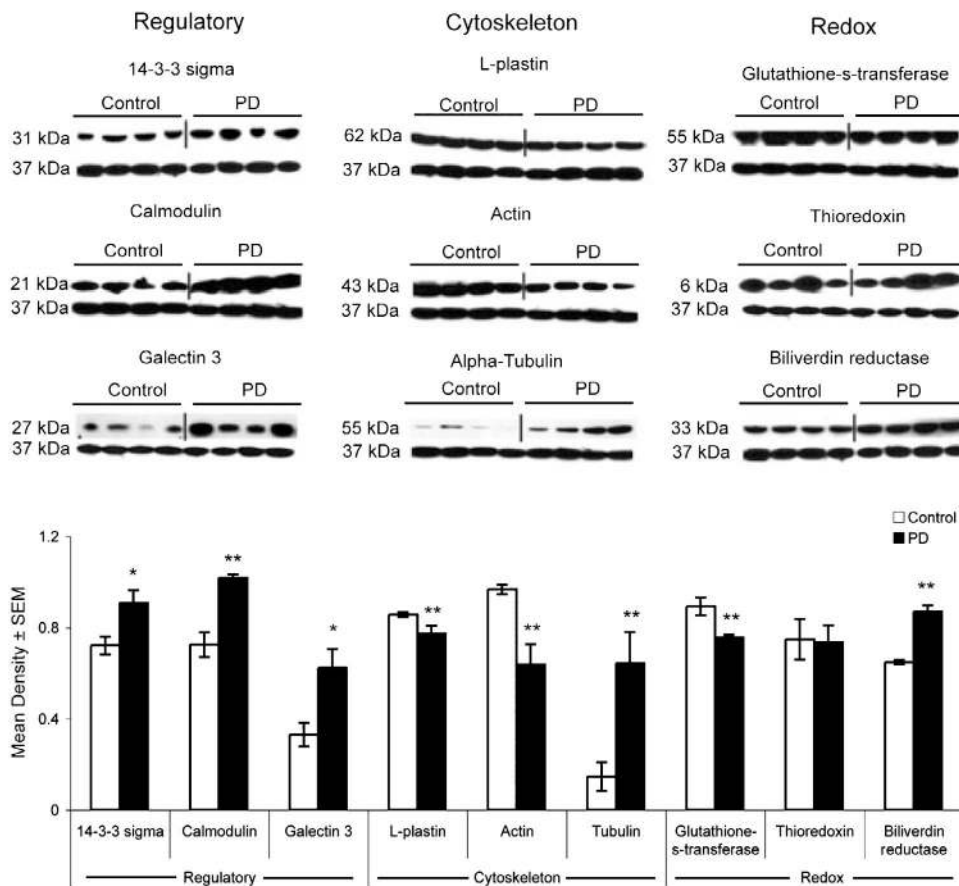 Regulatory
Cytoskeleton
Redox
14-3-3 sigma
L-plastin
Glutathione-s-transferase
Control PD
Control PD
Control PD
31 kDa
62 kDa
55 kDa
37 kDa
37 kDa
37 kDa
Calmodulin
Actin
Thioredoxin
Control PD
Control PD
Control PD
21 kDa
43 kDa
6 kDa
37 kDa
37 kDa
37 kDa
Galectin 3
Alpha-Tubulin
Biliverdin reductase
Control PD
Control PD
Control PD
27 kDa
55 kDa
33 kDa
37 kDa
37 kDa
37 kDa
Control
PD
Mean Density ± SEM
1.2
0.8
0.4
0
*
**
*
**
**
**
**
**
14-3-3 sigma
Calmodulin
Galectin 3
L-plastin
Actin
Tubulin
Glutathione-
s-transferase
Thioredoxin
Biliverdin
reductase
Regulatory
Cytoskeleton
Redox